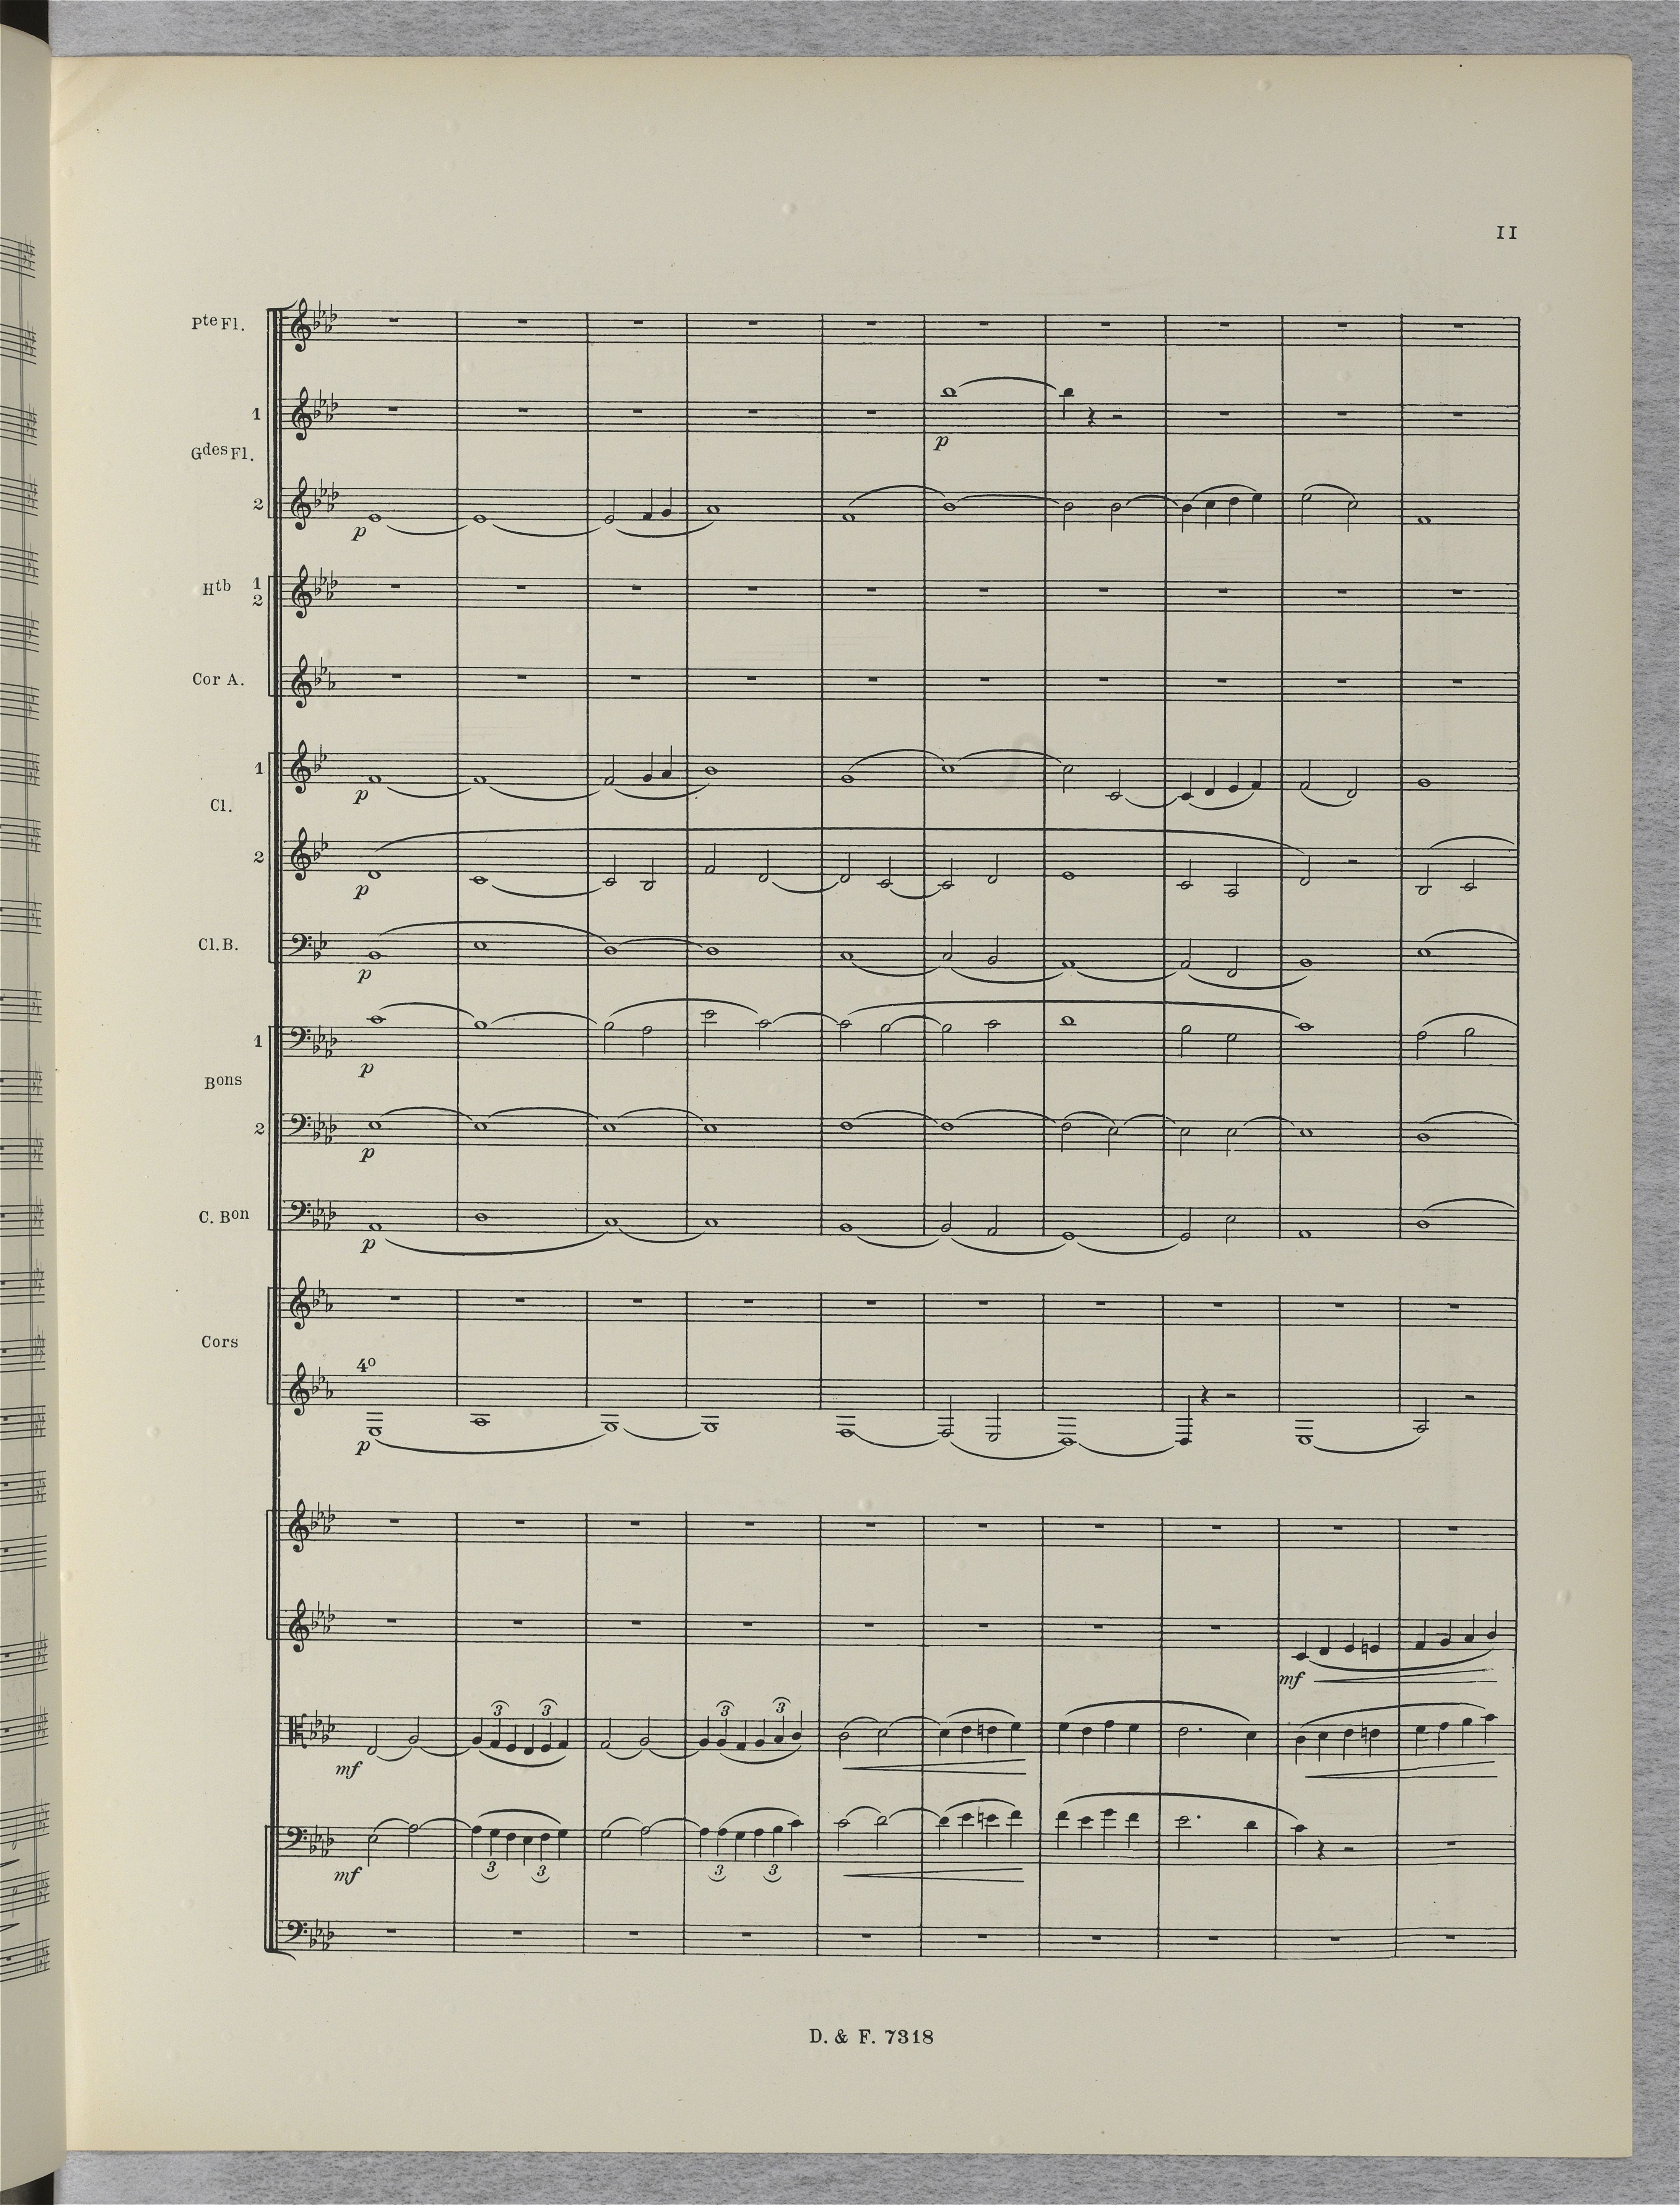 11
Pte Fl.
1
Gdes Fl.
2
p
p
Htb 1
2
Cor A.
1
p
Cl.
2
p
Cl.B.
p
1
p
Bons
2
p
C. Bon
p
Cors
4o
p
mf
3 3 3 3
mf
mf
3 3 3 3
D. & F. 7318